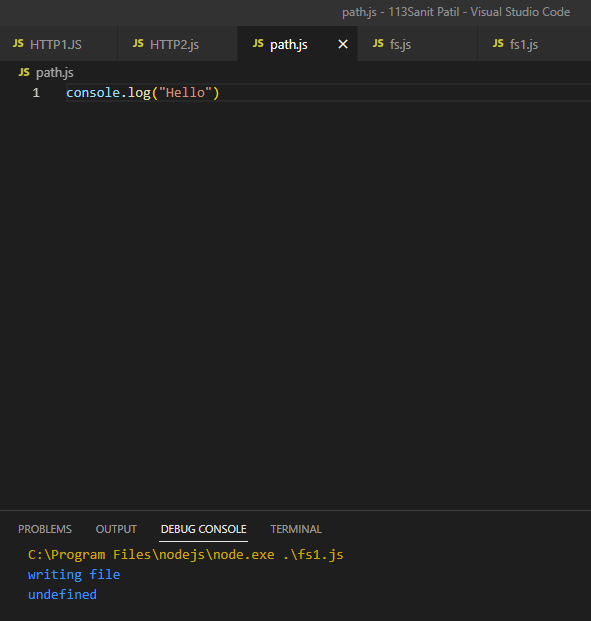 path.js - 113Sanit Patil - Visual Studio Code
JS HTTP1.JS JS HTTP2.js JS path.js × JS fs.js JS fs1.js
JS path.js
1 console.log("Hello")
PROBLEMS OUTPUT DEBUG CONSOLE TERMINAL
C:\Program Files\nodejs\node.exe .\fs1.js
writing file
undefined